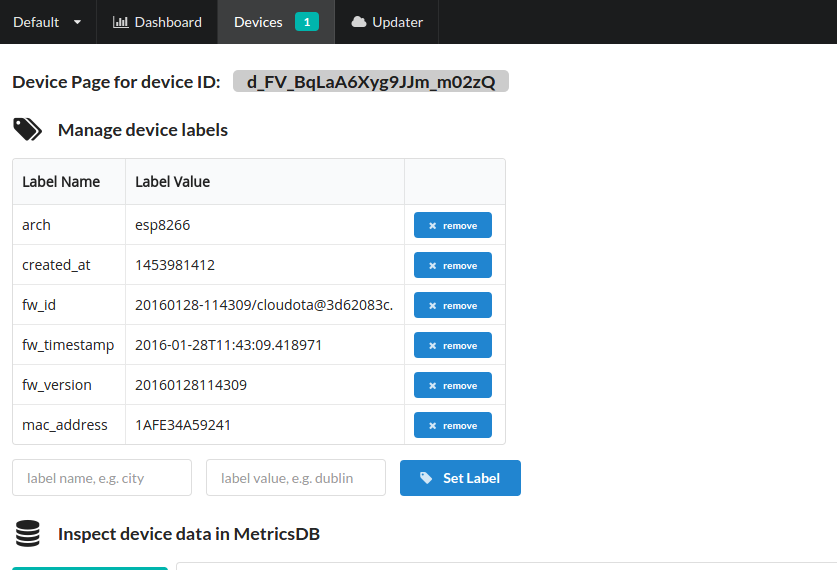 Default Dashboard Devices 1 Updater
Device Page for device ID: d_FV_BqLaA6Xyg9JJm_m02zQ
Manage device labels
Label Name Label Value
arch esp8266 × remove
created_at 1453981412 × remove
fw_id 20160128-114309/cloudota@3d62083c. × remove
fw_timestamp 2016-01-28T11:43:09.418971 × remove
fw_version 20160128114309 × remove
mac_address 1AFE34A59241 × remove
label name, e.g. city label value, e.g. dublin Set Label
Inspect device data in MetricsDB